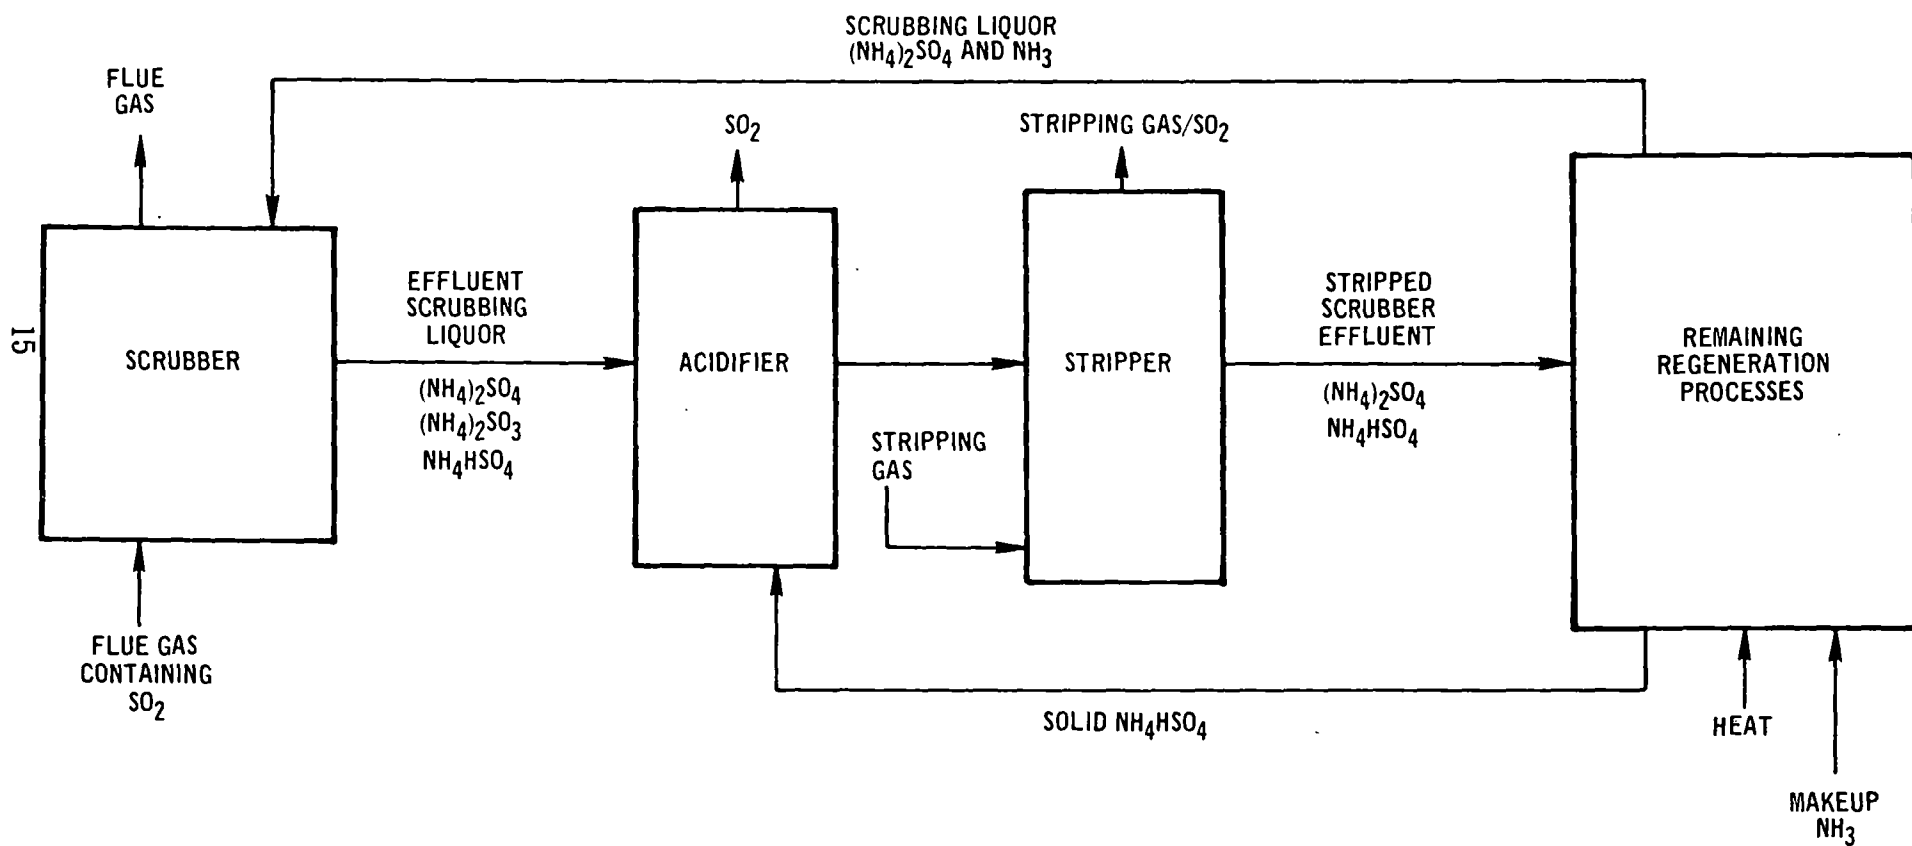 SCRUBBING LIQUOR
(NH4)2SO4 AND NH3
FLUE
GAS
SO2
STRIPPING GAS/SO2
EFFLUENT
SCRUBBING
LIQUOR
STRIPPED
SCRUBBER
EFFLUENT
15
SCRUBBER
ACIDIFIER
STRIPPER
REMAINING
REGENERATION
PROCESSES
(NH4)2SO4
(NH4)2SO3
NH4HSO4
(NH4)2SO4
NH4HSO4
STRIPPING
GAS
FLUE GAS
CONTAINING
SO2
SOLID NH4HSO4
HEAT
MAKEUP
NH3